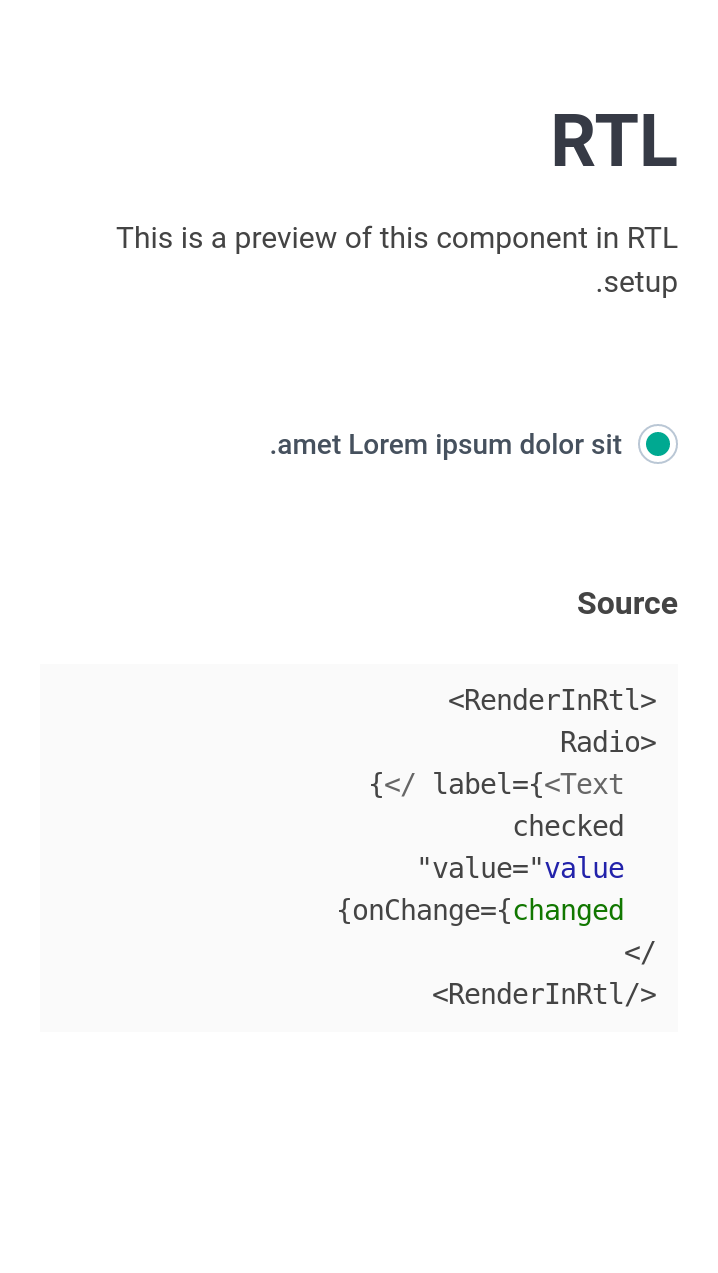 RTL
This is a preview of this component in RTL
.setup
.amet Lorem ipsum dolor sit
Source
<RenderInRtl>
Radio>
{</ label={<Text
checked
"value="value
{onChange={changed
</
<RenderInRtl/>